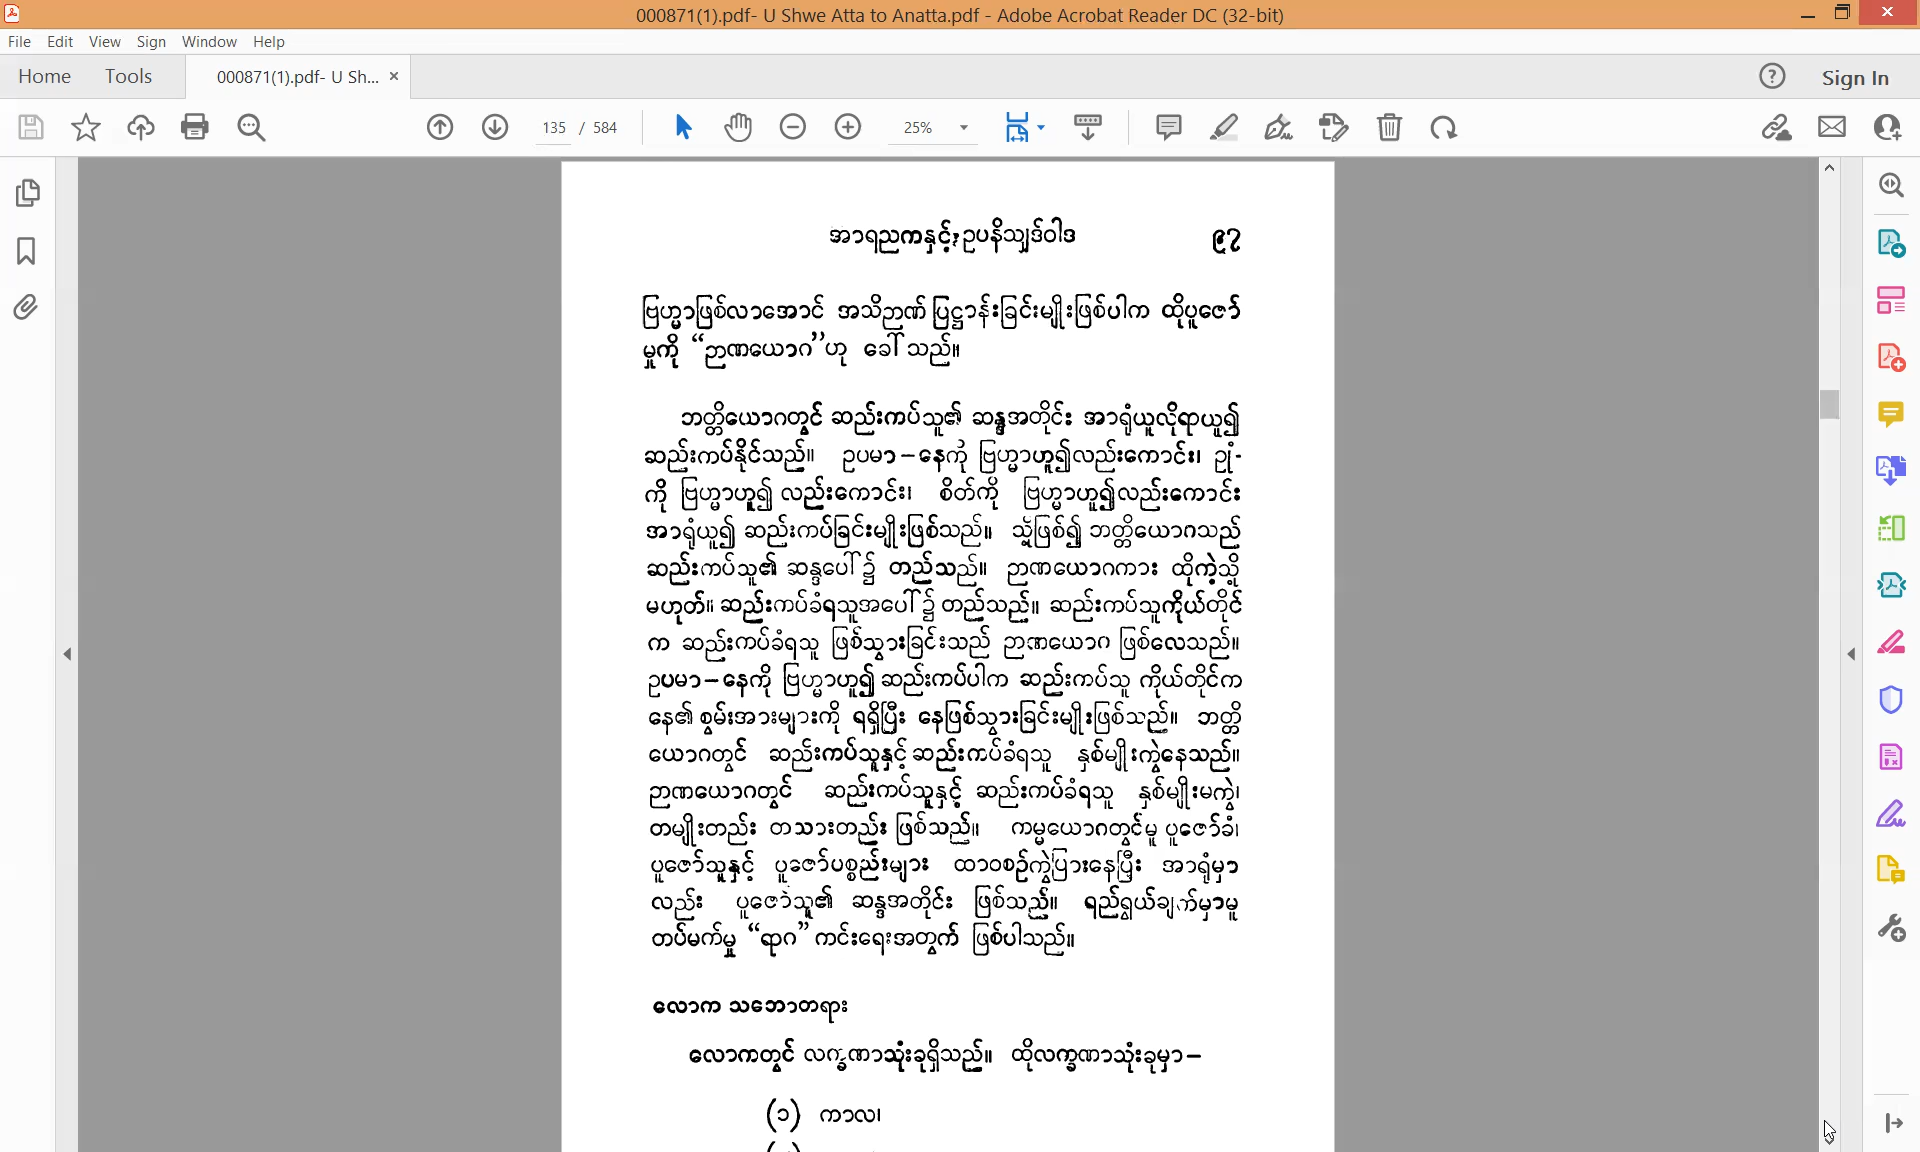 000871(1).pdf- U Shwe Atta to Anatta.pdf - Adobe Acrobat Reader DC (32-bit)
File Edit View Sign Window Help
Home Tools 000871(1).pdf- U Sh... × Sign In
135 / 584 25%
အာရညကနှင့်၊ ဥပနိသျှဒ်ဝါဒ ၉၇
ဗြဟ္မာဖြစ်လာအောင် အသိဉာဏ် ပြဋ္ဌာန်းခြင်းမျိုးဖြစ်ပါက ထိုပူဇော်
မှုကို “ဉာဏယောဂ”ဟု ခေါ် သည်။
ဘတ္တိယောဂတွင် ဆည်းကပ်သူ၏ ဆန္ဒအတိုင်း အာရုံယူလိုရာယူ၍
ဆည်းကပ်နိုင်သည်။ ဥပမာ–နေကို ဗြဟ္မာဟူ၍လည်းကောင်း၊ ဥုံ-
ကို ဗြဟ္မာဟူ၍ လည်းကောင်း၊ စိတ်ကို ဗြဟ္မာဟူ၍လည်းကောင်း
အာရုံယူ၍ ဆည်းကပ်ခြင်းမျိုးဖြစ်သည်။ သို့ဖြစ်၍ ဘတ္တိယောဂသည်
ဆည်းကပ်သူ၏ ဆန္ဒပေါ်၌ တည်သည်။ ဉာဏယောဂကား ထိုကဲ့သို့
မဟုတ်။ ဆည်းကပ်ခံရသူအပေါ်၌ တည်သည်။ ဆည်းကပ်သူကိုယ်တိုင်
က ဆည်းကပ်ခံရသူ ဖြစ်သွားခြင်းသည် ဉာဏယောဂ ဖြစ်လေသည်။
ဥပမာ–နေကို ဗြဟ္မာဟူ၍ ဆည်းကပ်ပါက ဆည်းကပ်သူ ကိုယ်တိုင်က
နေ၏ စွမ်းအားများကို ရရှိပြီး နေဖြစ်သွားခြင်းမျိုးဖြစ်သည်။ ဘတ္တိ
ယောဂတွင် ဆည်းကပ်သူနှင့် ဆည်းကပ်ခံရသူ နှစ်မျိုးကွဲနေသည်။
ဉာဏယောဂတွင် ဆည်းကပ်သူနှင့် ဆည်းကပ်ခံရသူ နှစ်မျိုးမကွဲ၊
တမျိုးတည်း တသားတည်း ဖြစ်သည်။ ကမ္မယောဂတွင်မူ ပူဇော်ခံ၊
ပူဇော်သူနှင့် ပူဇော်ပစ္စည်းများ ထာဝစဉ်ကွဲပြားနေပြီး အာရုံမှာ
လည်း ပူဇော်သူ၏ ဆန္ဒအတိုင်း ဖြစ်သည်။ ရည်ရွယ်ချက်မှာမူ
တပ်မက်မှု “ရာဂ” ကင်းရေးအတွက် ဖြစ်ပါသည်။
လောက သဘောတရား
လောကတွင် လက္ခဏာသုံးခုရှိသည်။ ထိုလက္ခဏာသုံးခုမှာ–
(၁) ကာလ၊